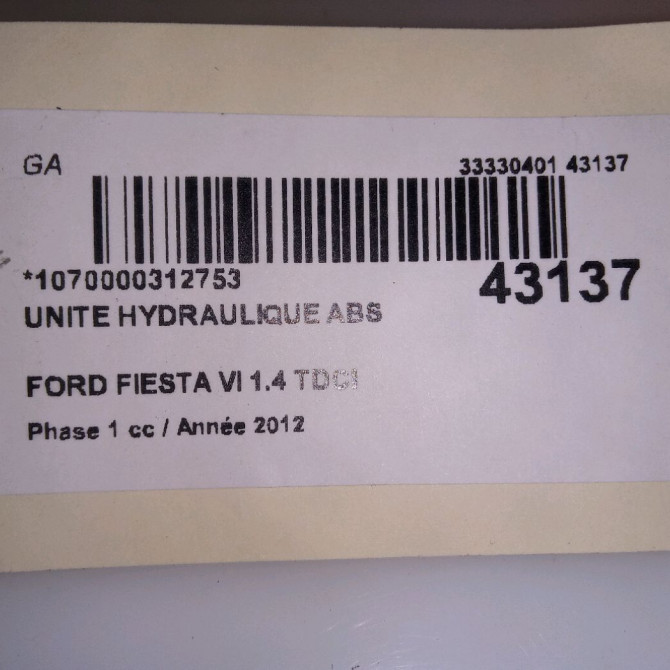 GA
33330401 43137
*1070000312753
43137
UNITE HYDRAULIQUE ABS
FORD FIESTA VI 1.4 TDCI
Phase 1 cc / Année 2012